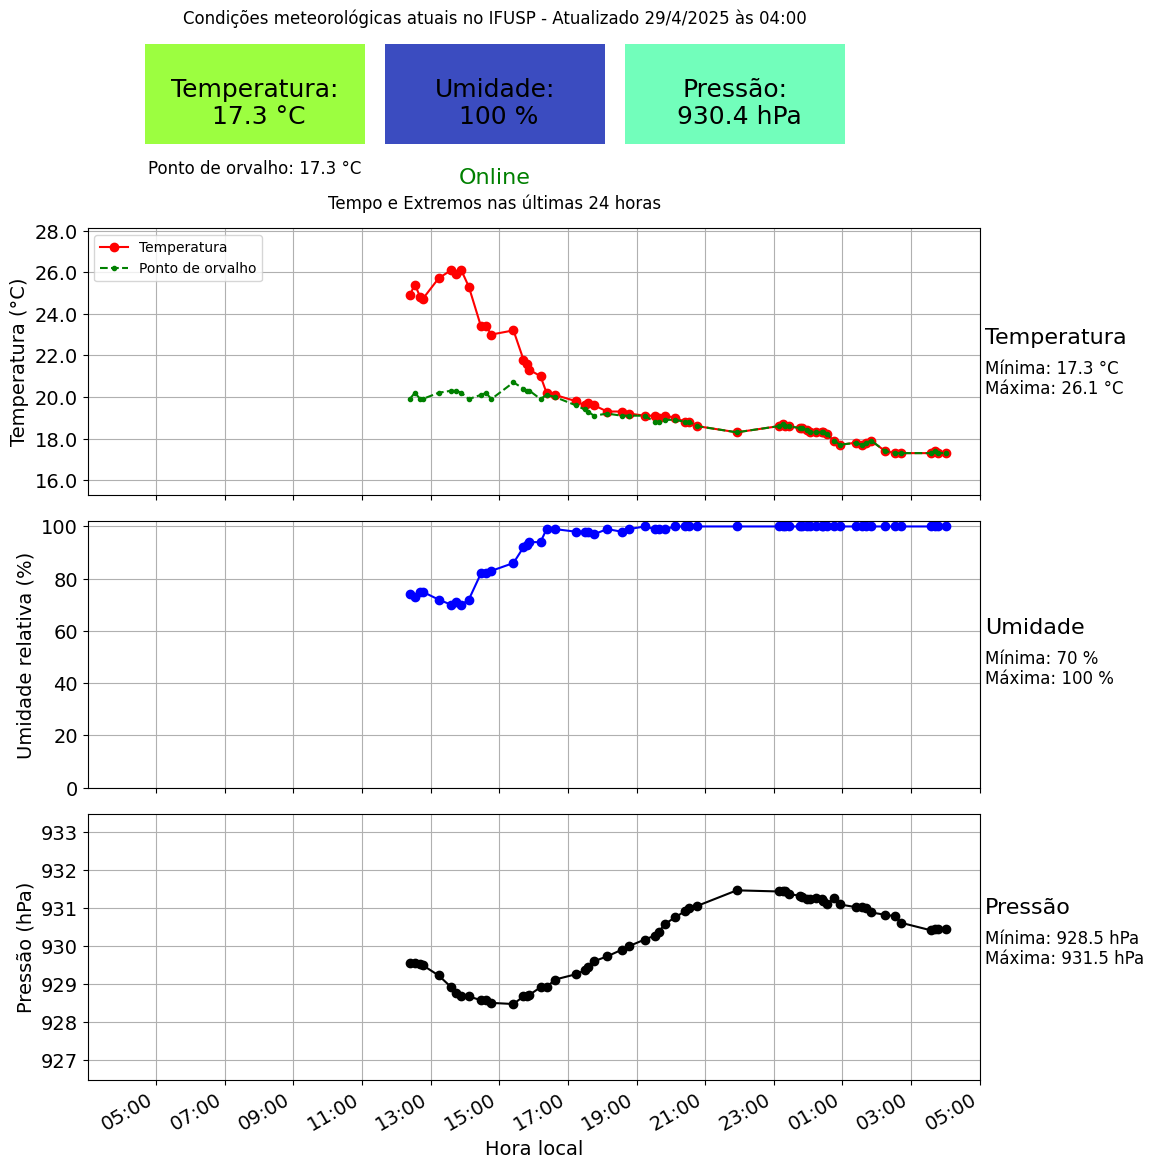 Condições meteorológicas atuais no IFUSP - Atualizado 29/4/2025 às 04:00
Temperatura:
17.3 °C
Umidade:
100 %
Pressão:
930.4 hPa
Ponto de orvalho: 17.3 °C
Online
Tempo e Extremos nas últimas 24 horas
28.0
26.0
24.0
22.0
20.0
18.0
16.0
Temperatura (°C)
Temperatura
Ponto de orvalho
Temperatura
Mínima: 17.3 °C
Máxima: 26.1 °C
100
80
60
40
20
0
Umidade relativa (%)
Umidade
Mínima: 70 %
Máxima: 100 %
933
932
931
930
929
928
927
Pressão (hPa)
Pressão
Mínima: 928.5 hPa
Máxima: 931.5 hPa
05:00
07:00
09:00
11:00
13:00
15:00
17:00
19:00
21:00
23:00
01:00
03:00
05:00
Hora local